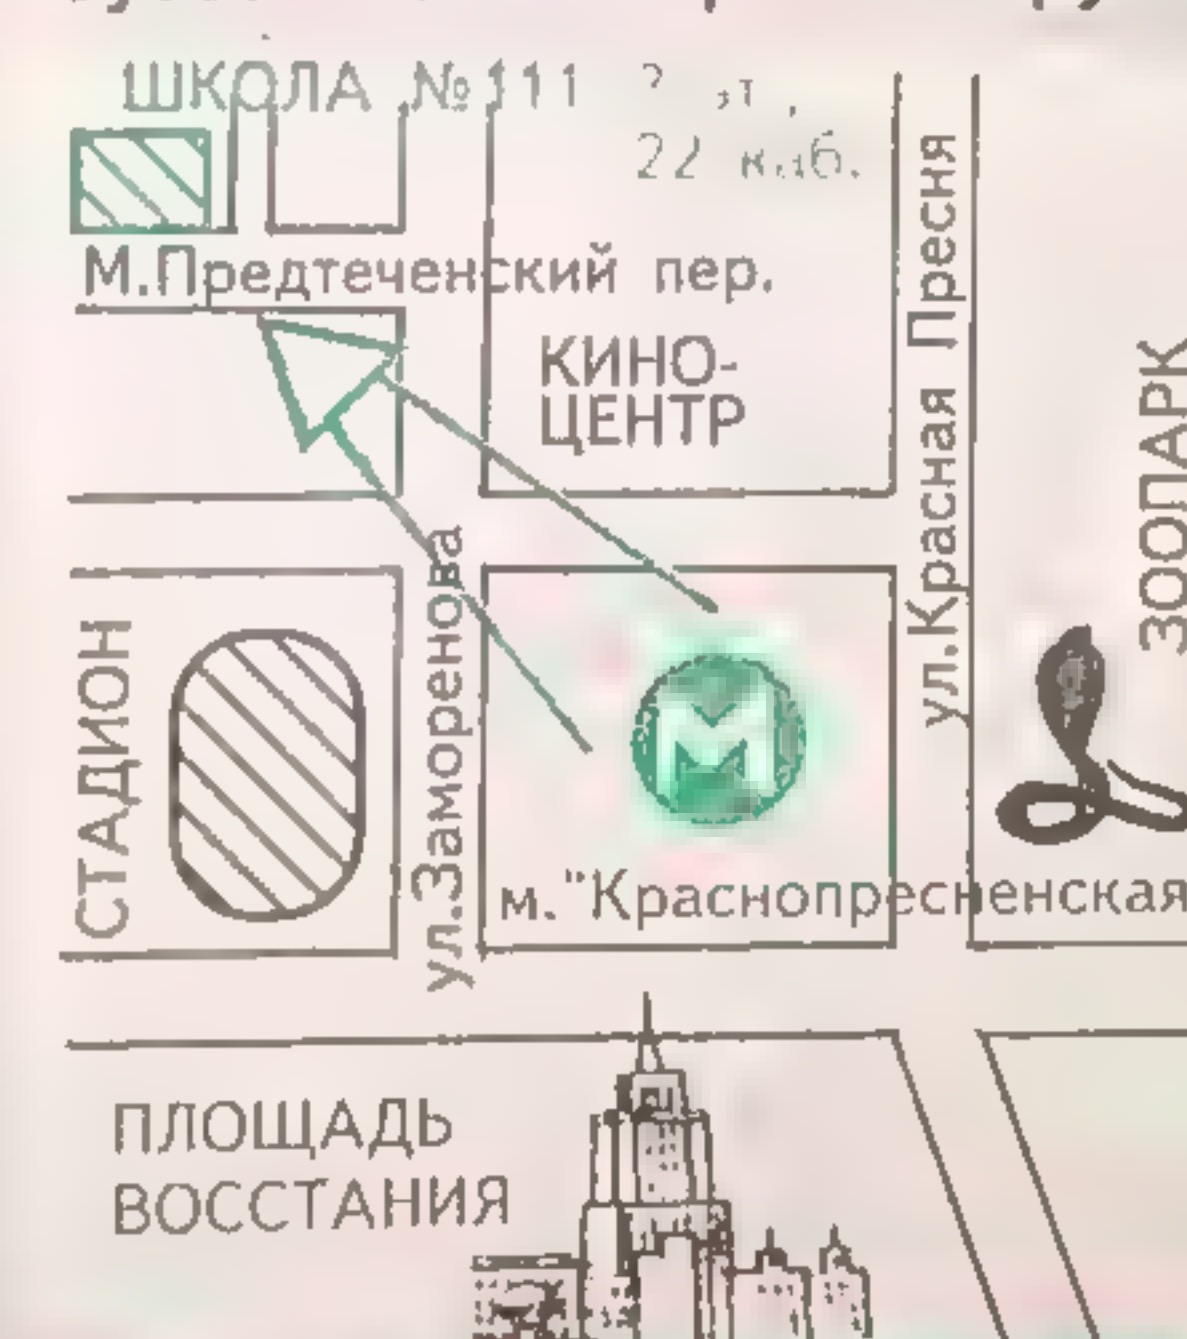 ШКОЛА №111
22 каб.
М.Предтеченский пер.
КИНО-
ЦЕНТР
ул.Красная Пресня
ЗООПАРК
ул.Заморенова
СТАДИОН
М
м."Краснопресненская
ПЛОЩАДЬ
ВОССТАНИЯ